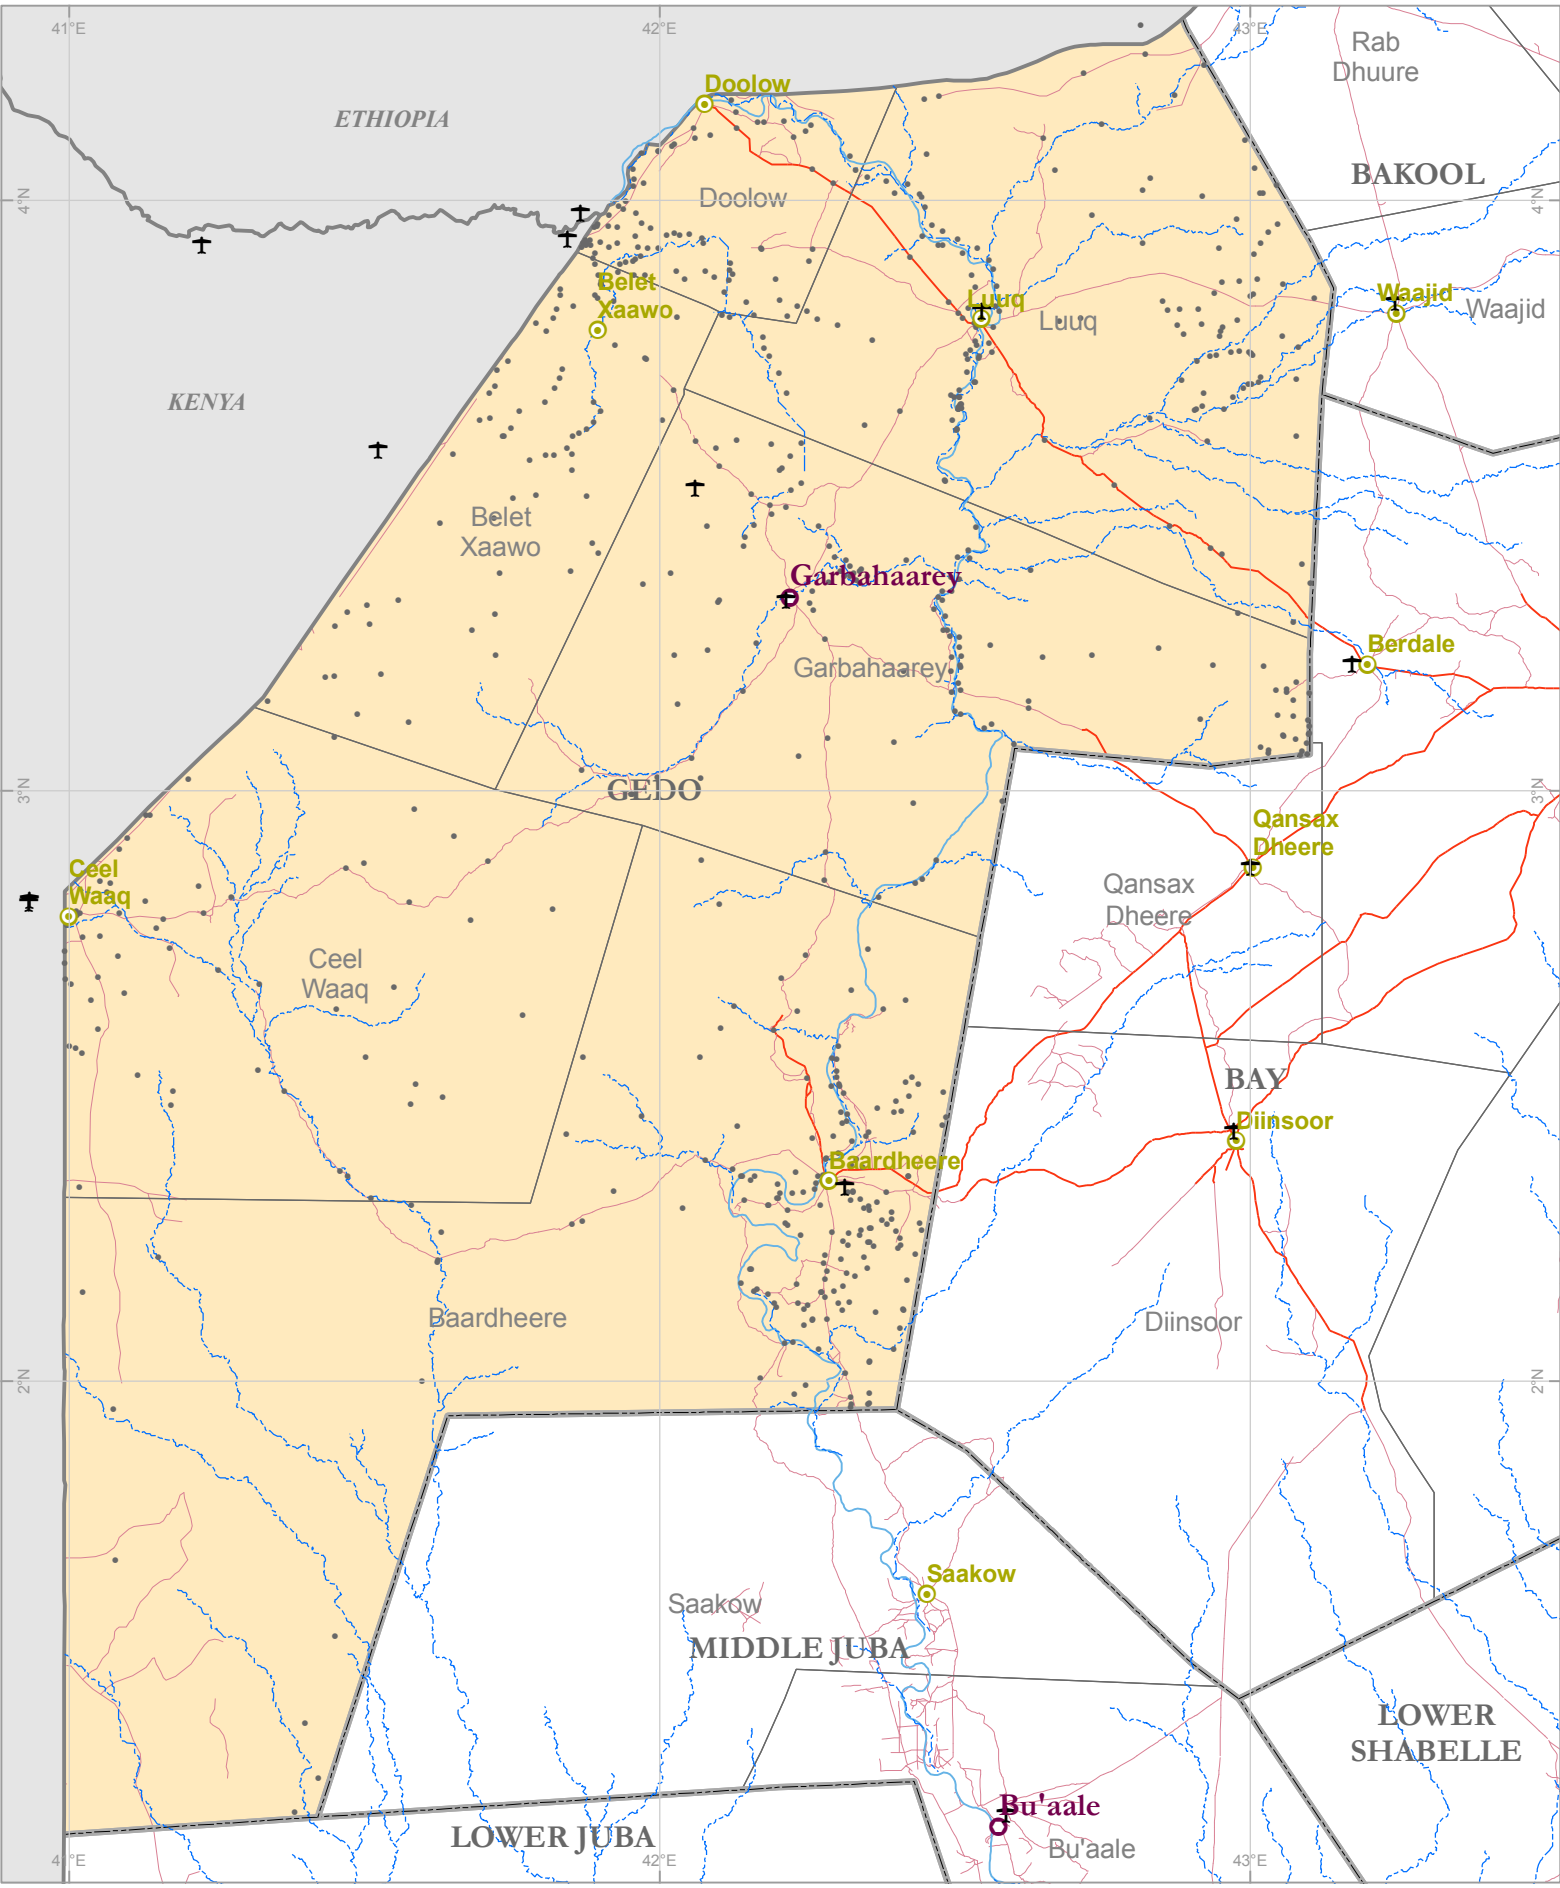 41°E
42°E
43°E
Rab
Dhuure
Doolow
ETHIOPIA
BAKOOL
4°N
Doolow
4°N
Belet
Xaawo
Luuq
Luuq
Waajid
Waajid
KENYA
Belet
Xaawo
Garbahaarey
Garbahaarey
Berdale
3°N
GEDO
3°N
Qansax
Dheere
Ceel
Waaq
Qansax
Dheere
Ceel
Waaq
BAY
Diinsoor
Baardheere
Baardheere
Diinsoor
2°N
2°N
Saakow
Saakow
MIDDLE JUBA
LOWER
SHABELLE
Bu'aale
LOWER JUBA
Bu'aale
41°E
42°E
43°E